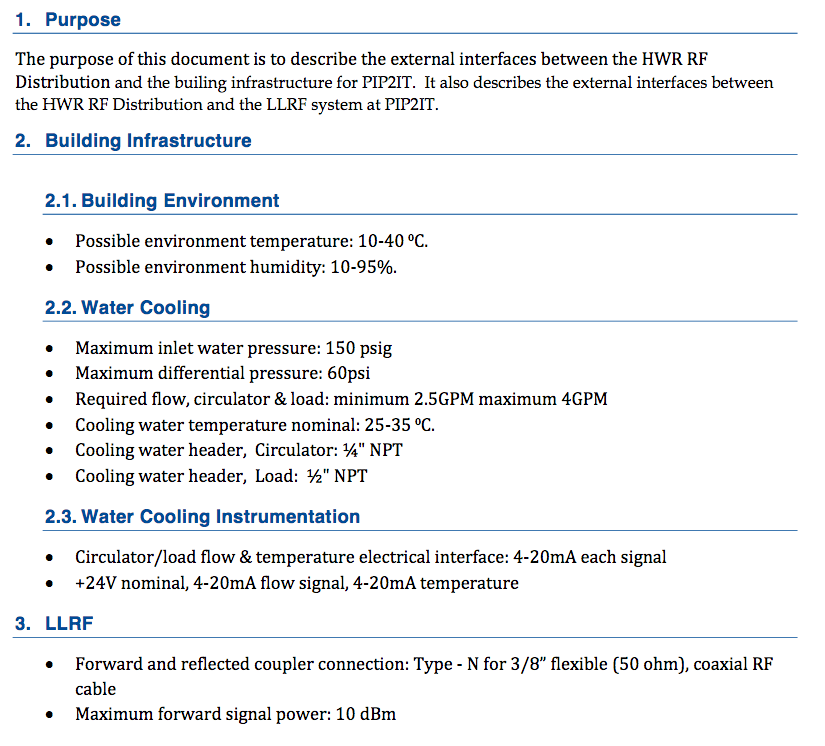 1. Purpose
The purpose of this document is to describe the external interfaces between the HWR RF
Distribution and the builing infrastructure for PIP2IT.  It also describes the external interfaces between
the HWR RF Distribution and the LLRF system at PIP2IT.
2. Building Infrastructure
2.1. Building Environment
• Possible environment temperature: 10-40 ºC.
• Possible environment humidity: 10-95%.
2.2. Water Cooling
• Maximum inlet water pressure: 150 psig
• Maximum differential pressure: 60psi
• Required flow, circulator & load: minimum 2.5GPM maximum 4GPM
• Cooling water temperature nominal: 25-35 ºC.
• Cooling water header,  Circulator: ¼" NPT
• Cooling water header,  Load:  ½" NPT
2.3. Water Cooling Instrumentation
• Circulator/load flow & temperature electrical interface: 4-20mA each signal
• +24V nominal, 4-20mA flow signal, 4-20mA temperature
3. LLRF
• Forward and reflected coupler connection: Type - N for 3/8” flexible (50 ohm), coaxial RF
cable
• Maximum forward signal power: 10 dBm